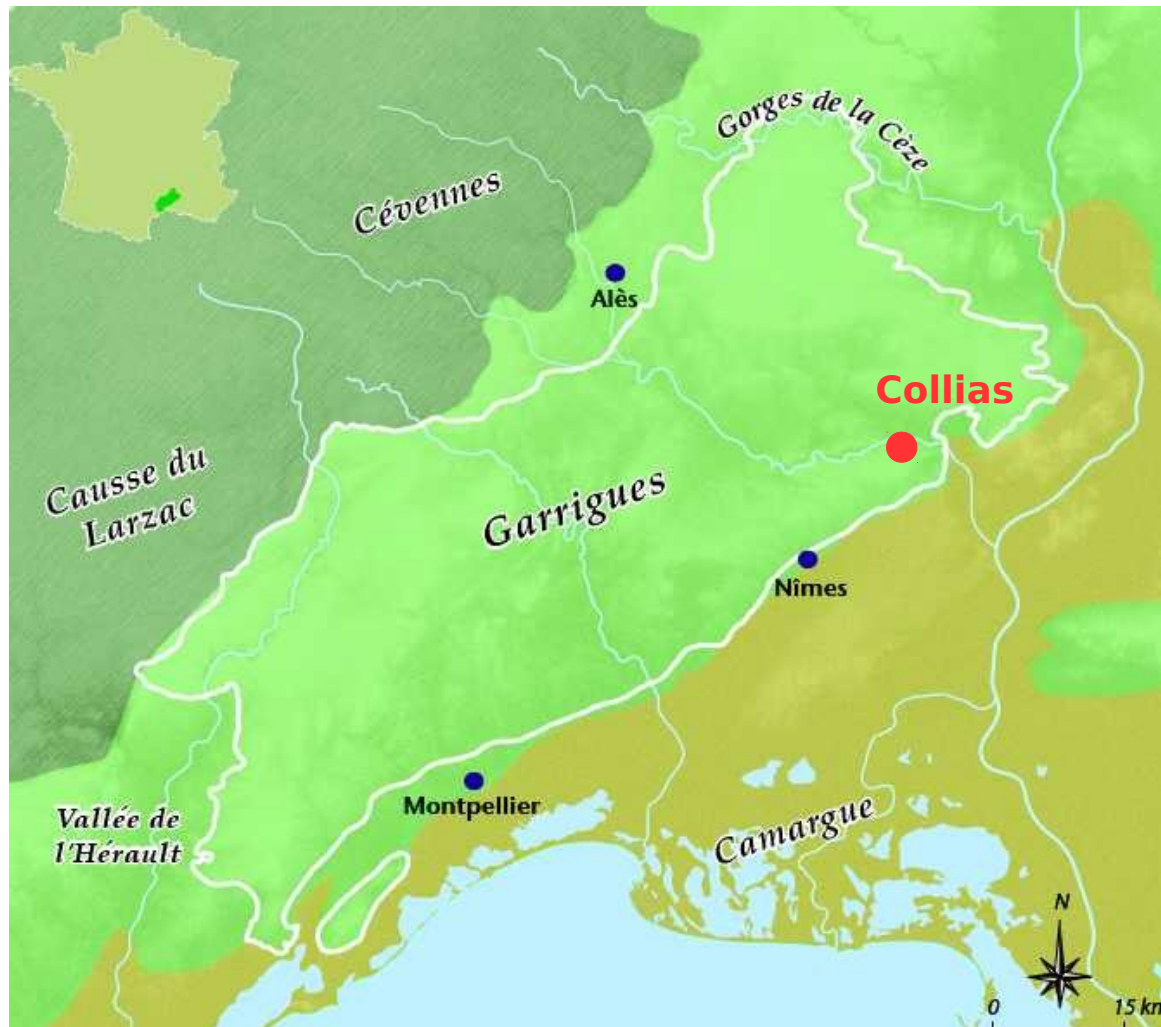 Gorges de la Cèze
Cévennes
Alès
Collias
Causse du
Larzac
Garrigues
Nîmes
Montpellier
Vallée de
l'Hérault
Camargue
N
0 15 km